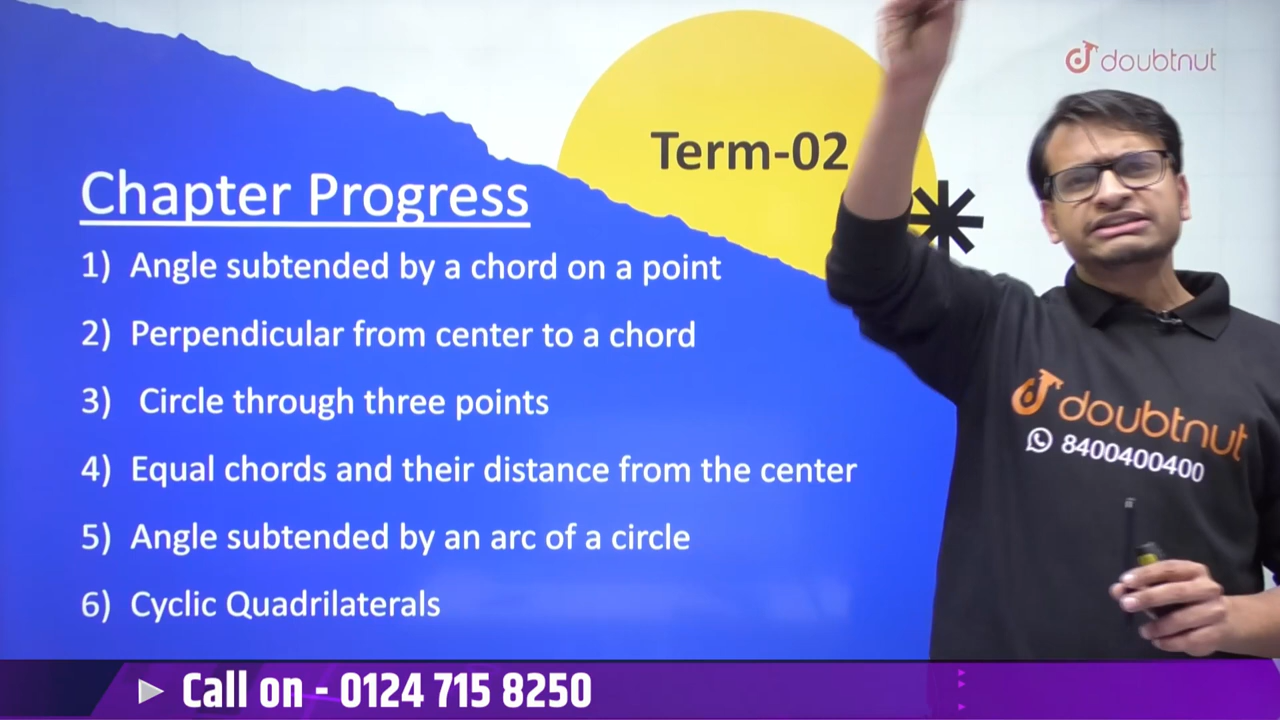 doubtnut
Term-02
Chapter Progress
1) Angle subtended by a chord on a point
2) Perpendicular from center to a chord
3) Circle through three points
4) Equal chords and their distance from the center
5) Angle subtended by an arc of a circle
6) Cyclic Quadrilaterals
doubtnut
8400400400
Call on - 0124 715 8250